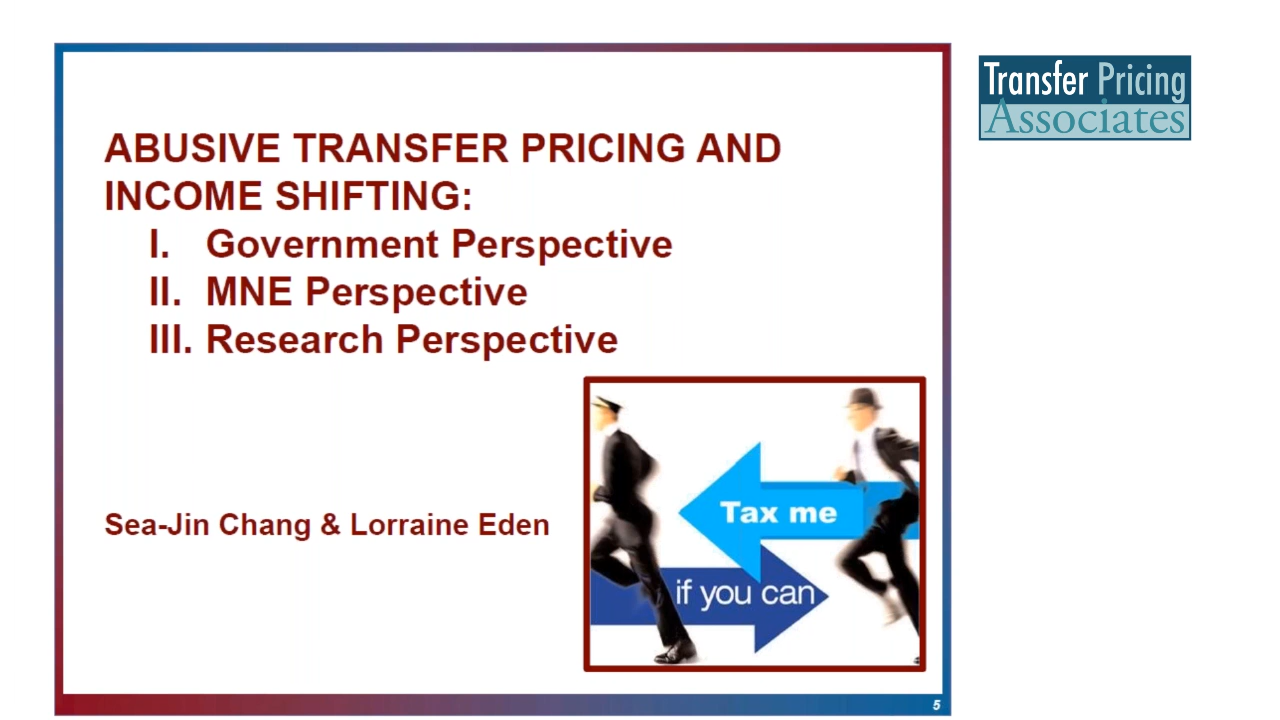 ABUSIVE TRANSFER PRICING AND
INCOME SHIFTING:
I. Government Perspective
II. MNE Perspective
III. Research Perspective
Sea-Jin Chang & Lorraine Eden
Tax me
if you can
5
Transfer Pricing
Associates